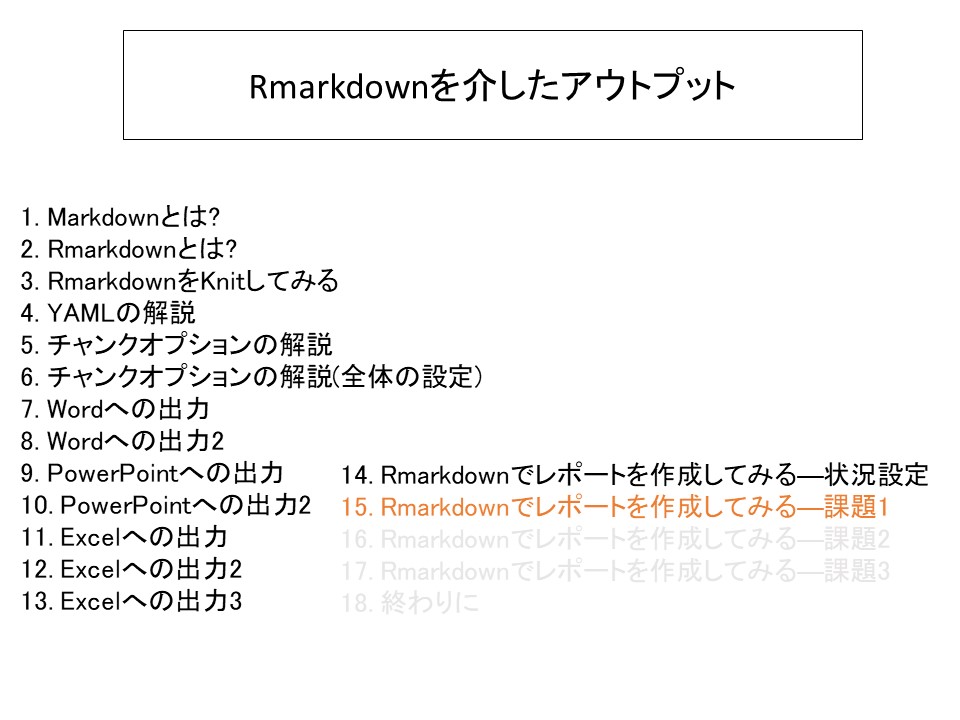 Rmarkdownを介したアウトプット
1. Markdownとは?
2. Rmarkdownとは?
3. RmarkdownをKnitしてみる
4. YAMLの解説
5. チャンクオプションの解説
6. チャンクオプションの解説(全体の設定)
7. Wordへの出力
8. Wordへの出力2
9. PowerPointへの出力
10. PowerPointへの出力2
11. Excelへの出力
12. Excelへの出力2
13. Excelへの出力3
14. Rmarkdownでレポートを作成してみる―状況設定
15. Rmarkdownでレポートを作成してみる―課題1
16. Rmarkdownでレポートを作成してみる―課題2
17. Rmarkdownでレポートを作成してみる―課題3
18. 終わりに